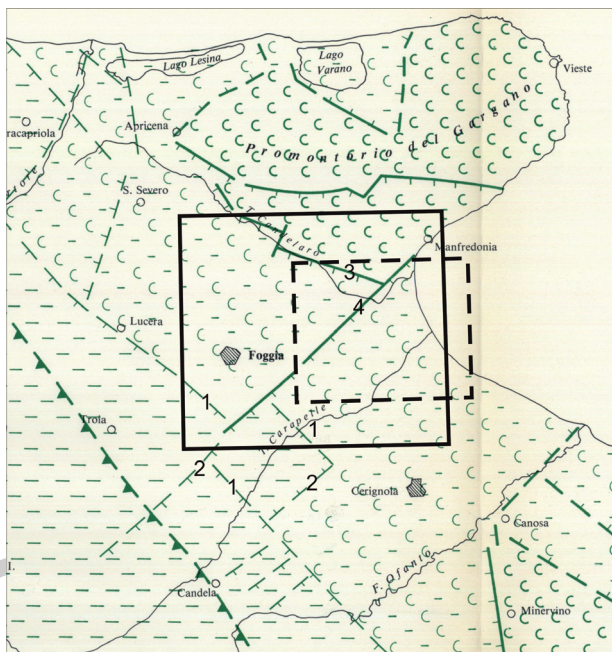 Lago Lesina
Lago
Varano
Vieste
racapriola
Apricena
Promontorio del Gargano
tore
S. Severo
T. Candelaro
Manfredonia
3
4
Lucera
Foggia
1
T. Carapelle
1
Troia
2
1
2
Cerignola
Canosa
I.
Candela
F. Ofanto
Minervino